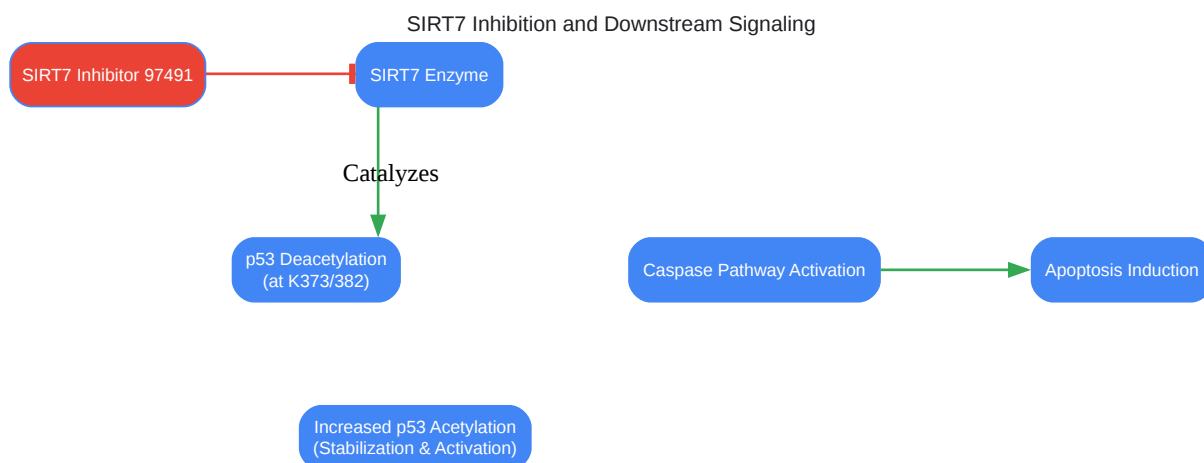 SIRT7 Inhibition and Downstream Signaling
SIRT7 Inhibitor 97491
SIRT7 Enzyme
Catalyzes
p53 Deacetylation
(at K373/382)
Caspase Pathway Activation
Apoptosis Induction
Increased p53 Acetylation
(Stabilization & Activation)